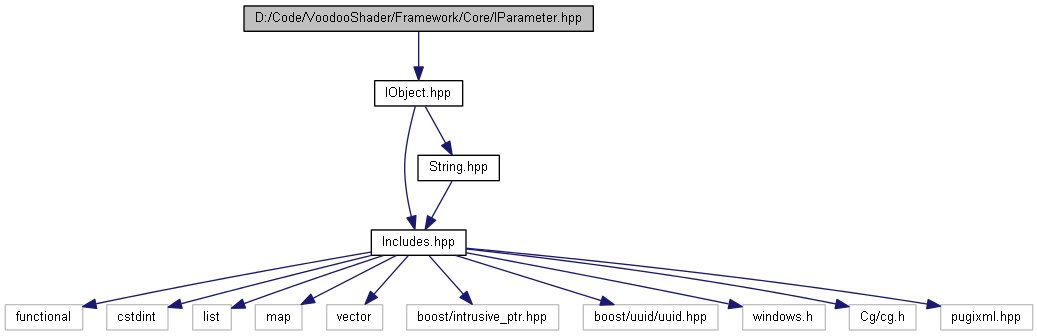 D:/Code/VoodooShader/Framework/Core/IParameter.hpp
IObject.hpp
String.hpp
Includes.hpp
functional
cstdint
list
map
vector
boost/intrusive_ptr.hpp
boost/uuid/uuid.hpp
windows.h
Cg/cg.h
pugixml.hpp